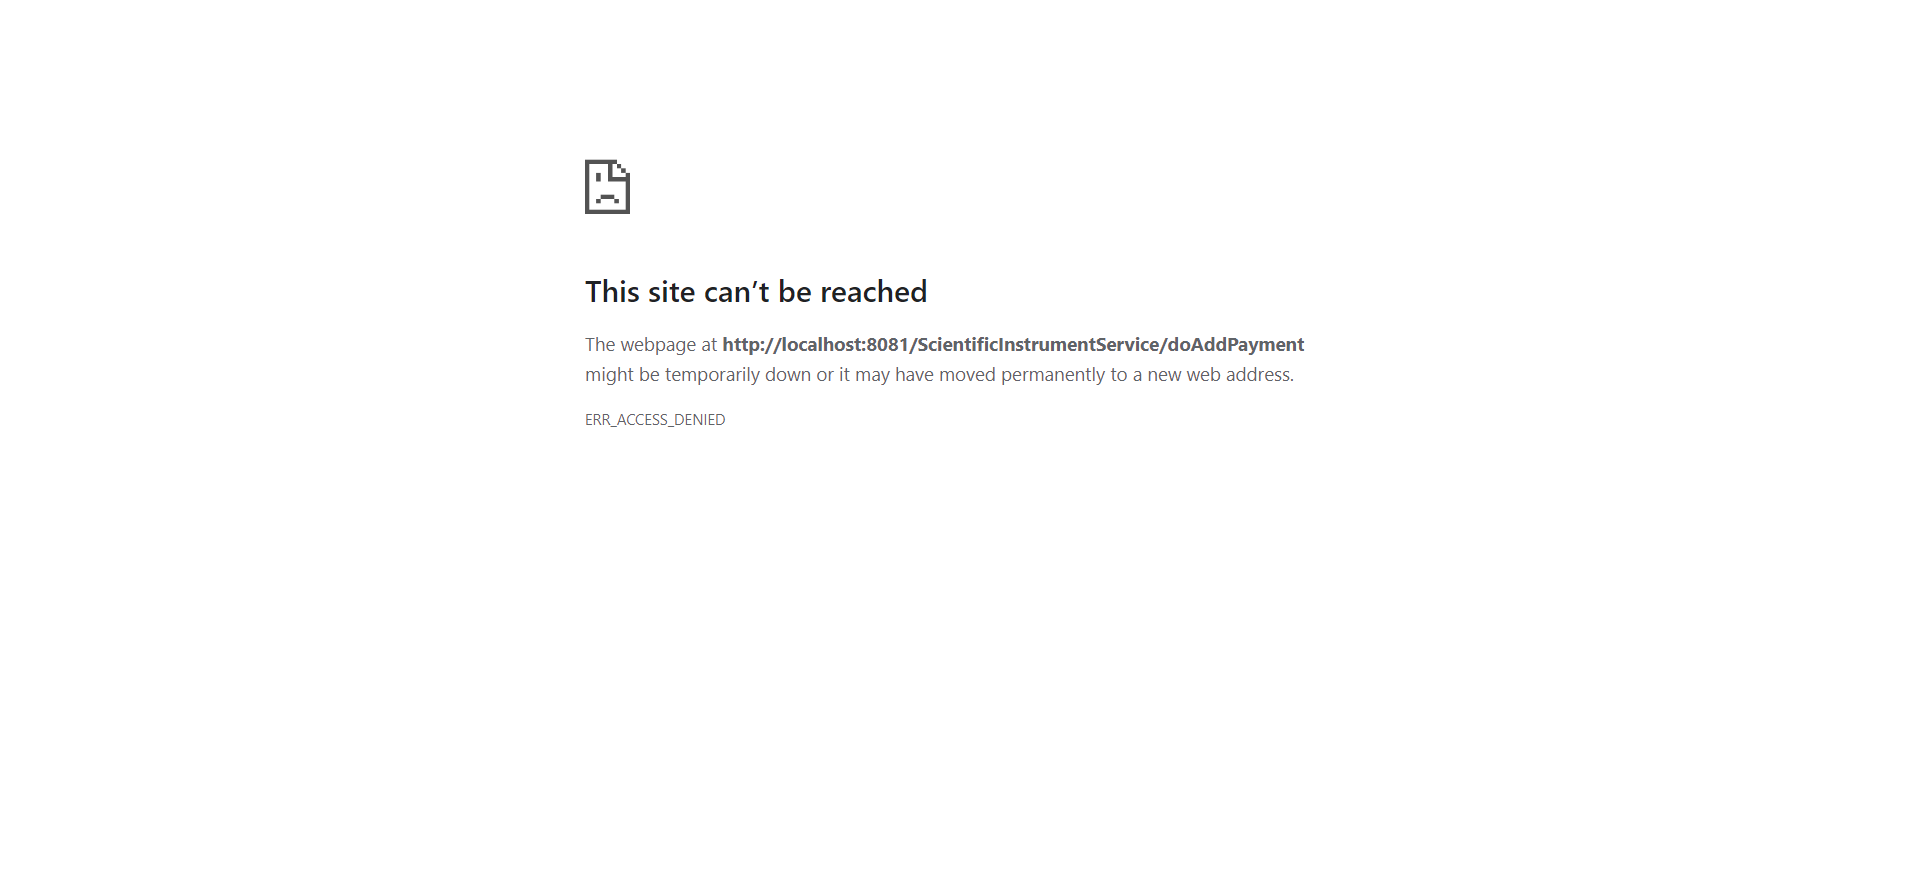 This site can’t be reached
The webpage at http://localhost:8081/ScientificInstrumentService/doAddPayment
might be temporarily down or it may have moved permanently to a new web address.
ERR_ACCESS_DENIED